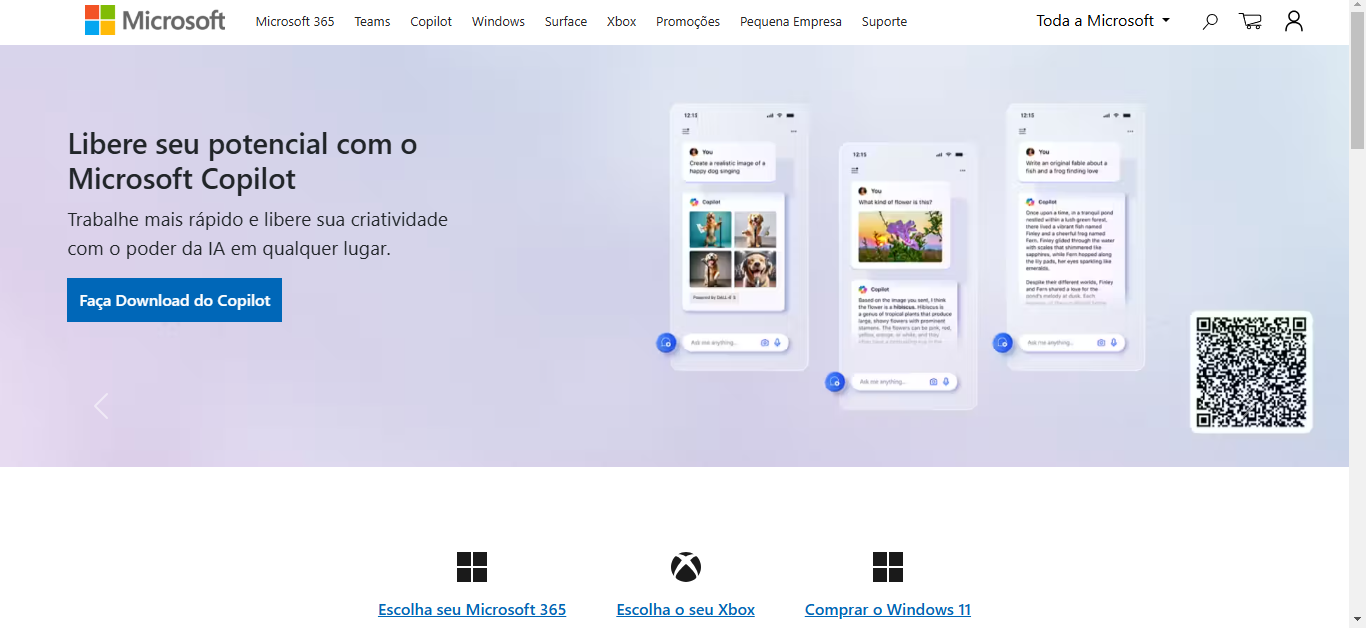 Microsoft
Microsoft 365
Teams
Copilot
Windows
Surface
Xbox
Promoções
Pequena Empresa
Suporte
Toda a Microsoft
Libere seu potencial com o
Microsoft Copilot
Trabalhe mais rápido e libere sua criatividade
com o poder da IA em qualquer lugar.
Faça Download do Copilot
12:15
You
Create a realistic image of a
happy dog singing
Copilot
Powered by DALL-E 3
Ask me anything...
12:15
You
What kind of flower is this?
Copilot
Based on the image you sent, I think
the flower is a hibiscus. Hibiscus is
a genus of tropical plants that produce
large, showy flowers with prominent
stamens. The flowers can be pink, red,
yellow, orange, or white, and they
Ask me anything...
12:15
You
Write an original fable about a
fish and a frog finding love
Copilot
Once upon a time, in a tranquil pond
nestled within a lush green forest,
there lived a vibrant fish named
Finley and a cheerful frog named
Fern. Finley glided through the water
with scales that shimmered like
sapphires, while Fern hopped along
the lily pads, her eyes sparkling like
emeralds.
Despite their different worlds, Finley
and Fern shared a love for the
pond's melody at dusk. Each
Ask me anything...
Escolha seu Microsoft 365
Escolha o seu Xbox
Comprar o Windows 11